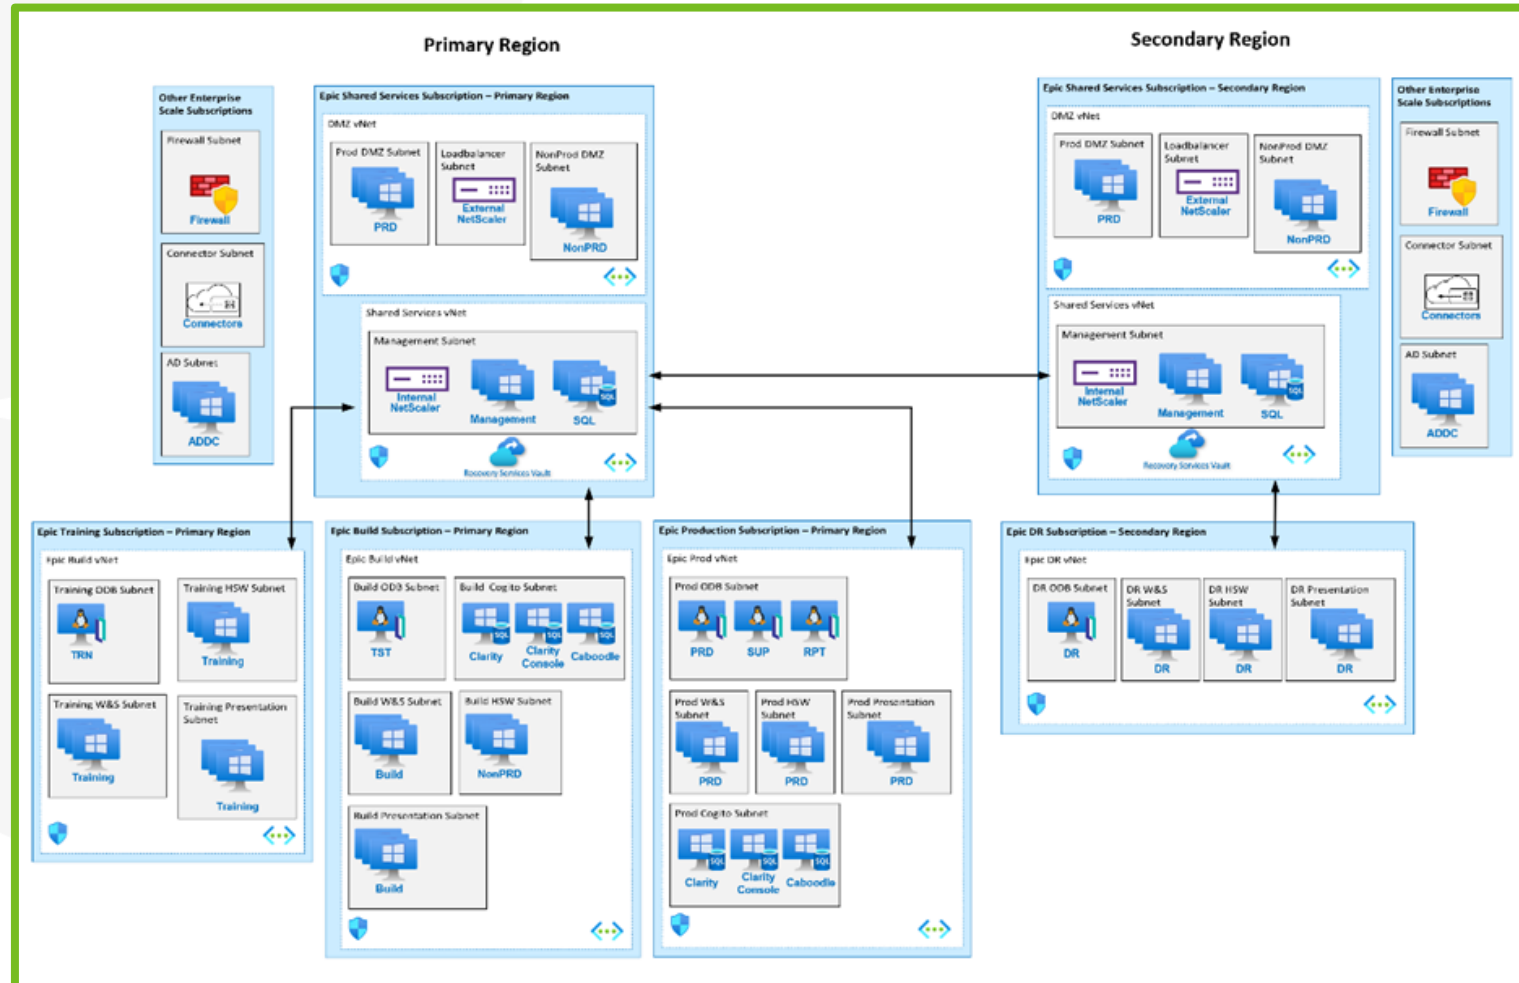 Primary Region
Secondary Region
Other Enterprise
Scale Subscriptions
Firewall Subnet
Firewall
Connector Subnet
Connectors
AD Subnet
ADDC
Epic Shared Services Subscription – Primary Region
DMZ vNet
Prod DMZ Subnet
PRD
Loadbalancer
Subnet
External
NetScaler
NonProd DMZ
Subnet
NonPRD
Shared Services vNet
Management Subnet
Internal
NetScaler
Management
SQL
SQL
Recovery Services Vault
Epic Shared Services Subscription – Secondary Region
DMZ vNet
Prod DMZ Subnet
PRD
Loadbalancer
Subnet
External
NetScaler
NonProd DMZ
Subnet
NonPRD
Shared Services vNet
Management Subnet
Internal
NetScaler
Management
SQL
SQL
Recovery Services Vault
Other Enterprise
Scale Subscriptions
Firewall Subnet
Firewall
Connector Subnet
Connectors
AD Subnet
ADDC
Epic Training Subscription – Primary Region
Epic Build vNet
Training ODB Subnet
TRN
Training HSW Subnet
Training
Training W&S Subnet
Training
Training Presentation
Subnet
Training
Epic Build Subscription – Primary Region
Epic Build vNet
Build ODB Subnet
TST
Build Cogito Subnet
SQL
Clarity
SQL
Clarity
Console
SQL
Caboodle
Build W&S Subnet
Build
Build HSW Subnet
NonPRD
Build Presentation Subnet
Build
Epic Production Subscription – Primary Region
Epic Prod vNet
Prod ODB Subnet
PRD
SUP
RPT
Prod W&S
Subnet
PRD
Prod HSW
Subnet
PRD
Prod Presentation
Subnet
PRD
Prod Cogito Subnet
SQL
Clarity
SQL
Clarity
Console
SQL
Caboodle
Epic DR Subscription – Secondary Region
Epic DR vNet
DR ODB Subnet
DR
DR W&S
Subnet
DR
DR HSW
Subnet
DR
DR Presentation
Subnet
DR